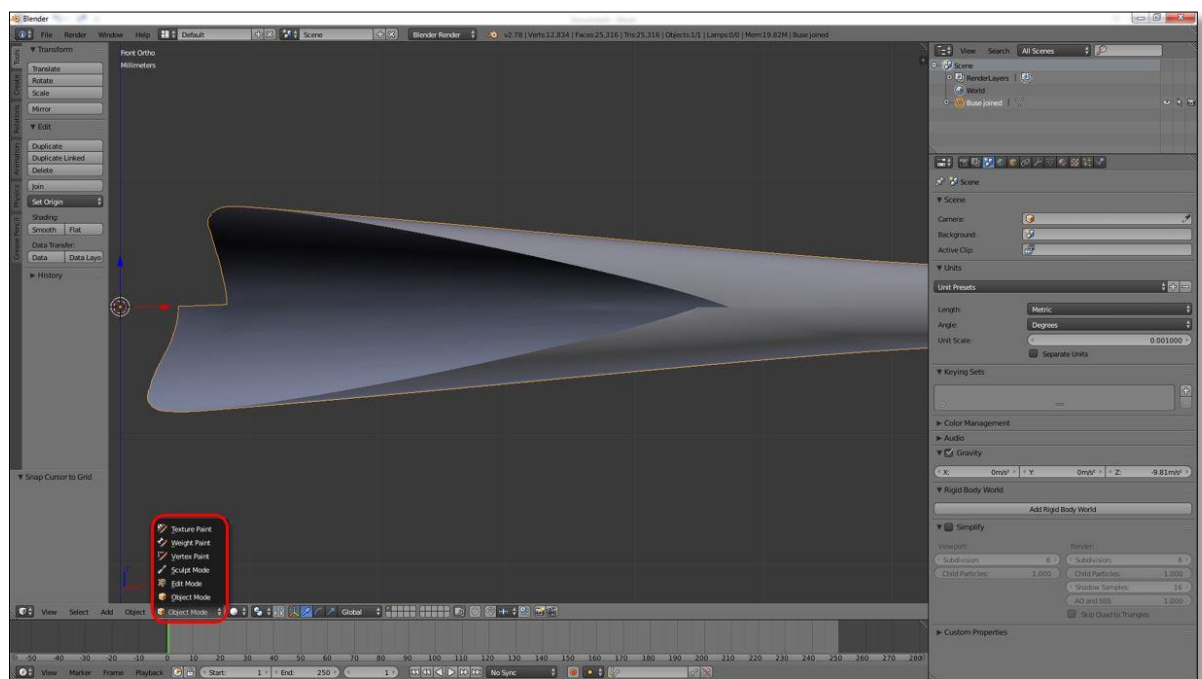 Blender
File Render Window Help Default Scene Blender Render v2.78 | Verts:12,834 | Faces:25,316 | Tris:25,316 | Objects:1/1 | Lamps:0/0 | Mem:19.82M | Buse joined
Tools
Create
Relations
Animation
Physics
Grease Pencil
Transform
Translate
Rotate
Scale
Mirror
Edit
Duplicate
Duplicate Linked
Delete
Join
Set Origin
Shading:
Smooth Flat
Data Transfer:
Data Data Layo
History
Snap Cursor to Grid
Front Ortho
Millimeters
Z
Texture Paint
Weight Paint
Vertex Paint
Sculpt Mode
Edit Mode
Object Mode
View Select Add Object Object Mode Global
-50 -40 -30 -20 -10 0 10 20 30 40 50 60 70 80 90 100 110 120 130 140 150 160 170 180 190 200 210 220 230 240 250 260 270 280
View Marker Frame Playback Start: 1 End: 250 1 No Sync
View Search All Scenes
Scene
RenderLayers
World
Buse joined
Scene
Scene
Camera:
Background:
Active Clip:
Units
Unit Presets
Length: Metric
Angle: Degrees
Unit Scale: 0.001000
Separate Units
Keying Sets
Color Management
Audio
Gravity
X: 0m/s² Y: 0m/s² Z: -9.81m/s²
Rigid Body World
Add Rigid Body World
Simplify
Viewport: Render:
Subdivision: 6 Subdivision: 6
Child Particles: 1.000 Child Particles: 1.000
Shadow Samples: 16
AO and SSS: 1.000
Skip Quad to Triangles
Custom Properties